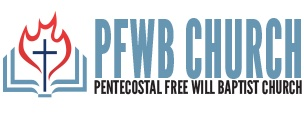 PFWB CHURCH
PENTECOSTAL FREE WILL BAPTIST CHURCH